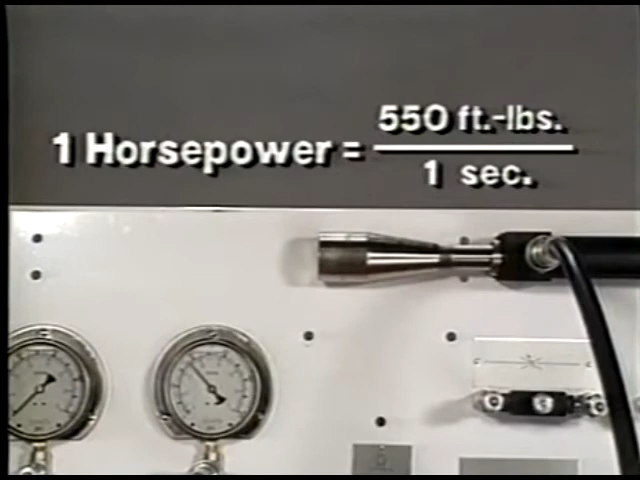 1 Horsepower = 550 ft.-lbs.
1 sec.